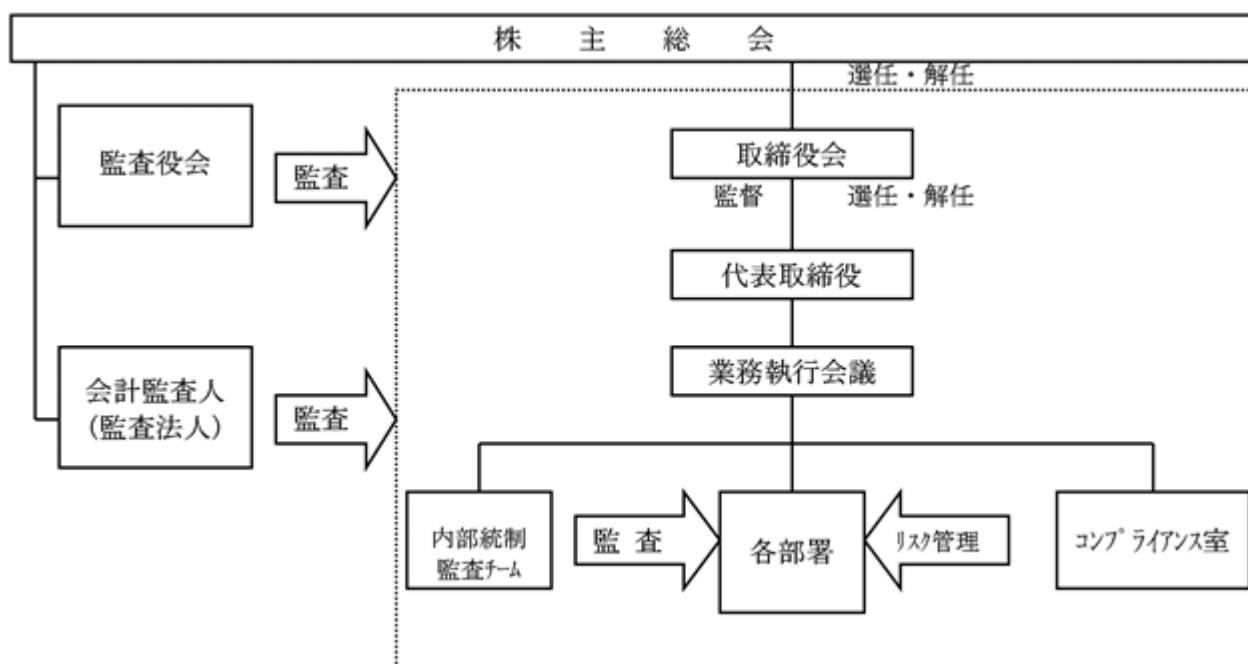 株 主 総 会
選任・解任
監査役会
監査
取締役会
監督 選任・解任
代表取締役
業務執行会議
会計監査人
(監査法人)
監査
内部統制
監査ﾁｰﾑ
監 査
各部署
ﾘｽｸ管理
ｺﾝﾌﾟﾗｲｱﾝｽ室